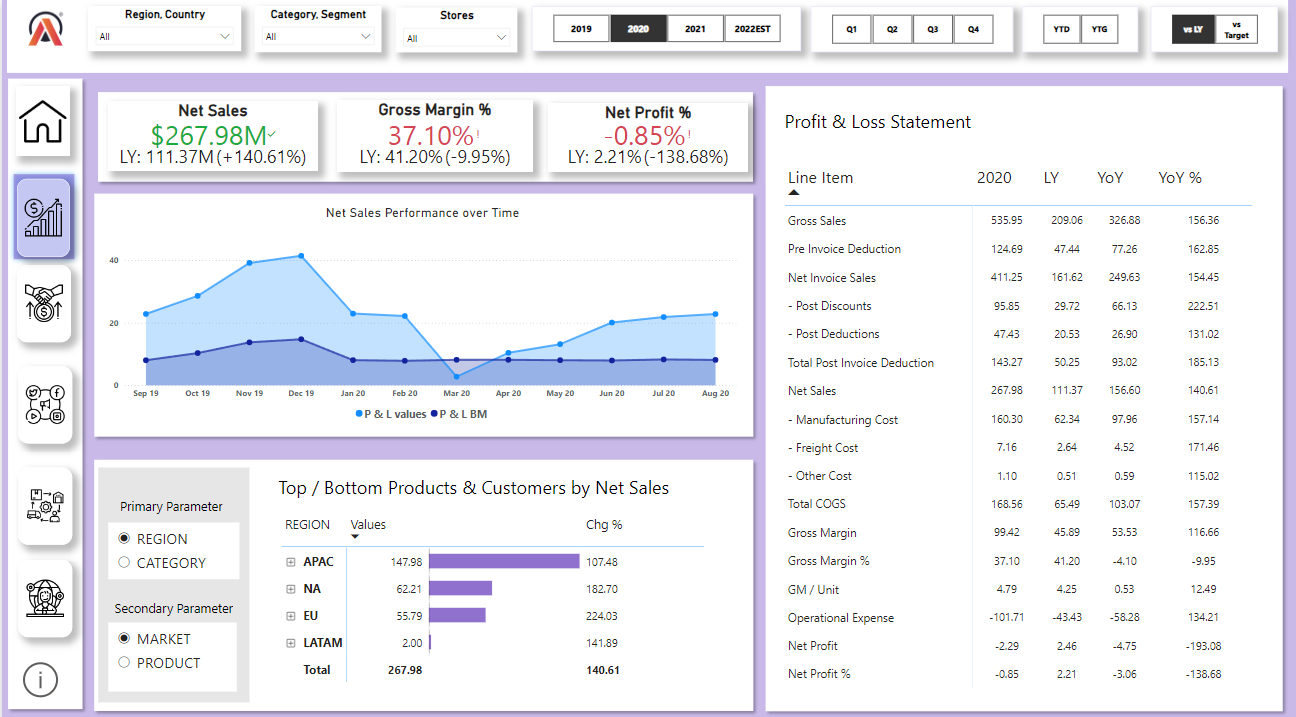 Region, Country
All
Category, Segment
All
Stores
All
2019 2020 2021 2022EST
Q1 Q2 Q3 Q4
YTD YTG
vs LY
vs Target
Net Sales
$267.98M
LY: 111.37M (+140.61%)
Gross Margin %
37.10%!
LY: 41.20% (-9.95%)
Net Profit %
-0.85%!
LY: 2.21% (-138.68%)
Net Sales Performance over Time
40
20
0
Sep 19 Oct 19 Nov 19 Dec 19 Jan 20 Feb 20 Mar 20 Apr 20 May 20 Jun 20 Jul 20 Aug 20
P & L values P & L BM
Primary Parameter
REGION
CATEGORY
Secondary Parameter
MARKET
PRODUCT
Top / Bottom Products & Customers by Net Sales
REGION Values Chg %
APAC 147.98 107.48
NA 62.21 182.70
EU 55.79 224.03
LATAM 2.00 141.89
Total 267.98 140.61
Profit & Loss Statement
Line Item 2020 LY YoY YoY %
Gross Sales 535.95 209.06 326.88 156.36
Pre Invoice Deduction 124.69 47.44 77.26 162.85
Net Invoice Sales 411.25 161.62 249.63 154.45
- Post Discounts 95.85 29.72 66.13 222.51
- Post Deductions 47.43 20.53 26.90 131.02
Total Post Invoice Deduction 143.27 50.25 93.02 185.13
Net Sales 267.98 111.37 156.60 140.61
- Manufacturing Cost 160.30 62.34 97.96 157.14
- Freight Cost 7.16 2.64 4.52 171.46
- Other Cost 1.10 0.51 0.59 115.02
Total COGS 168.56 65.49 103.07 157.39
Gross Margin 99.42 45.89 53.53 116.66
Gross Margin % 37.10 41.20 -4.10 -9.95
GM / Unit 4.79 4.25 0.53 12.49
Operational Expense -101.71 -43.43 -58.28 134.21
Net Profit -2.29 2.46 -4.75 -193.08
Net Profit % -0.85 2.21 -3.06 -138.68